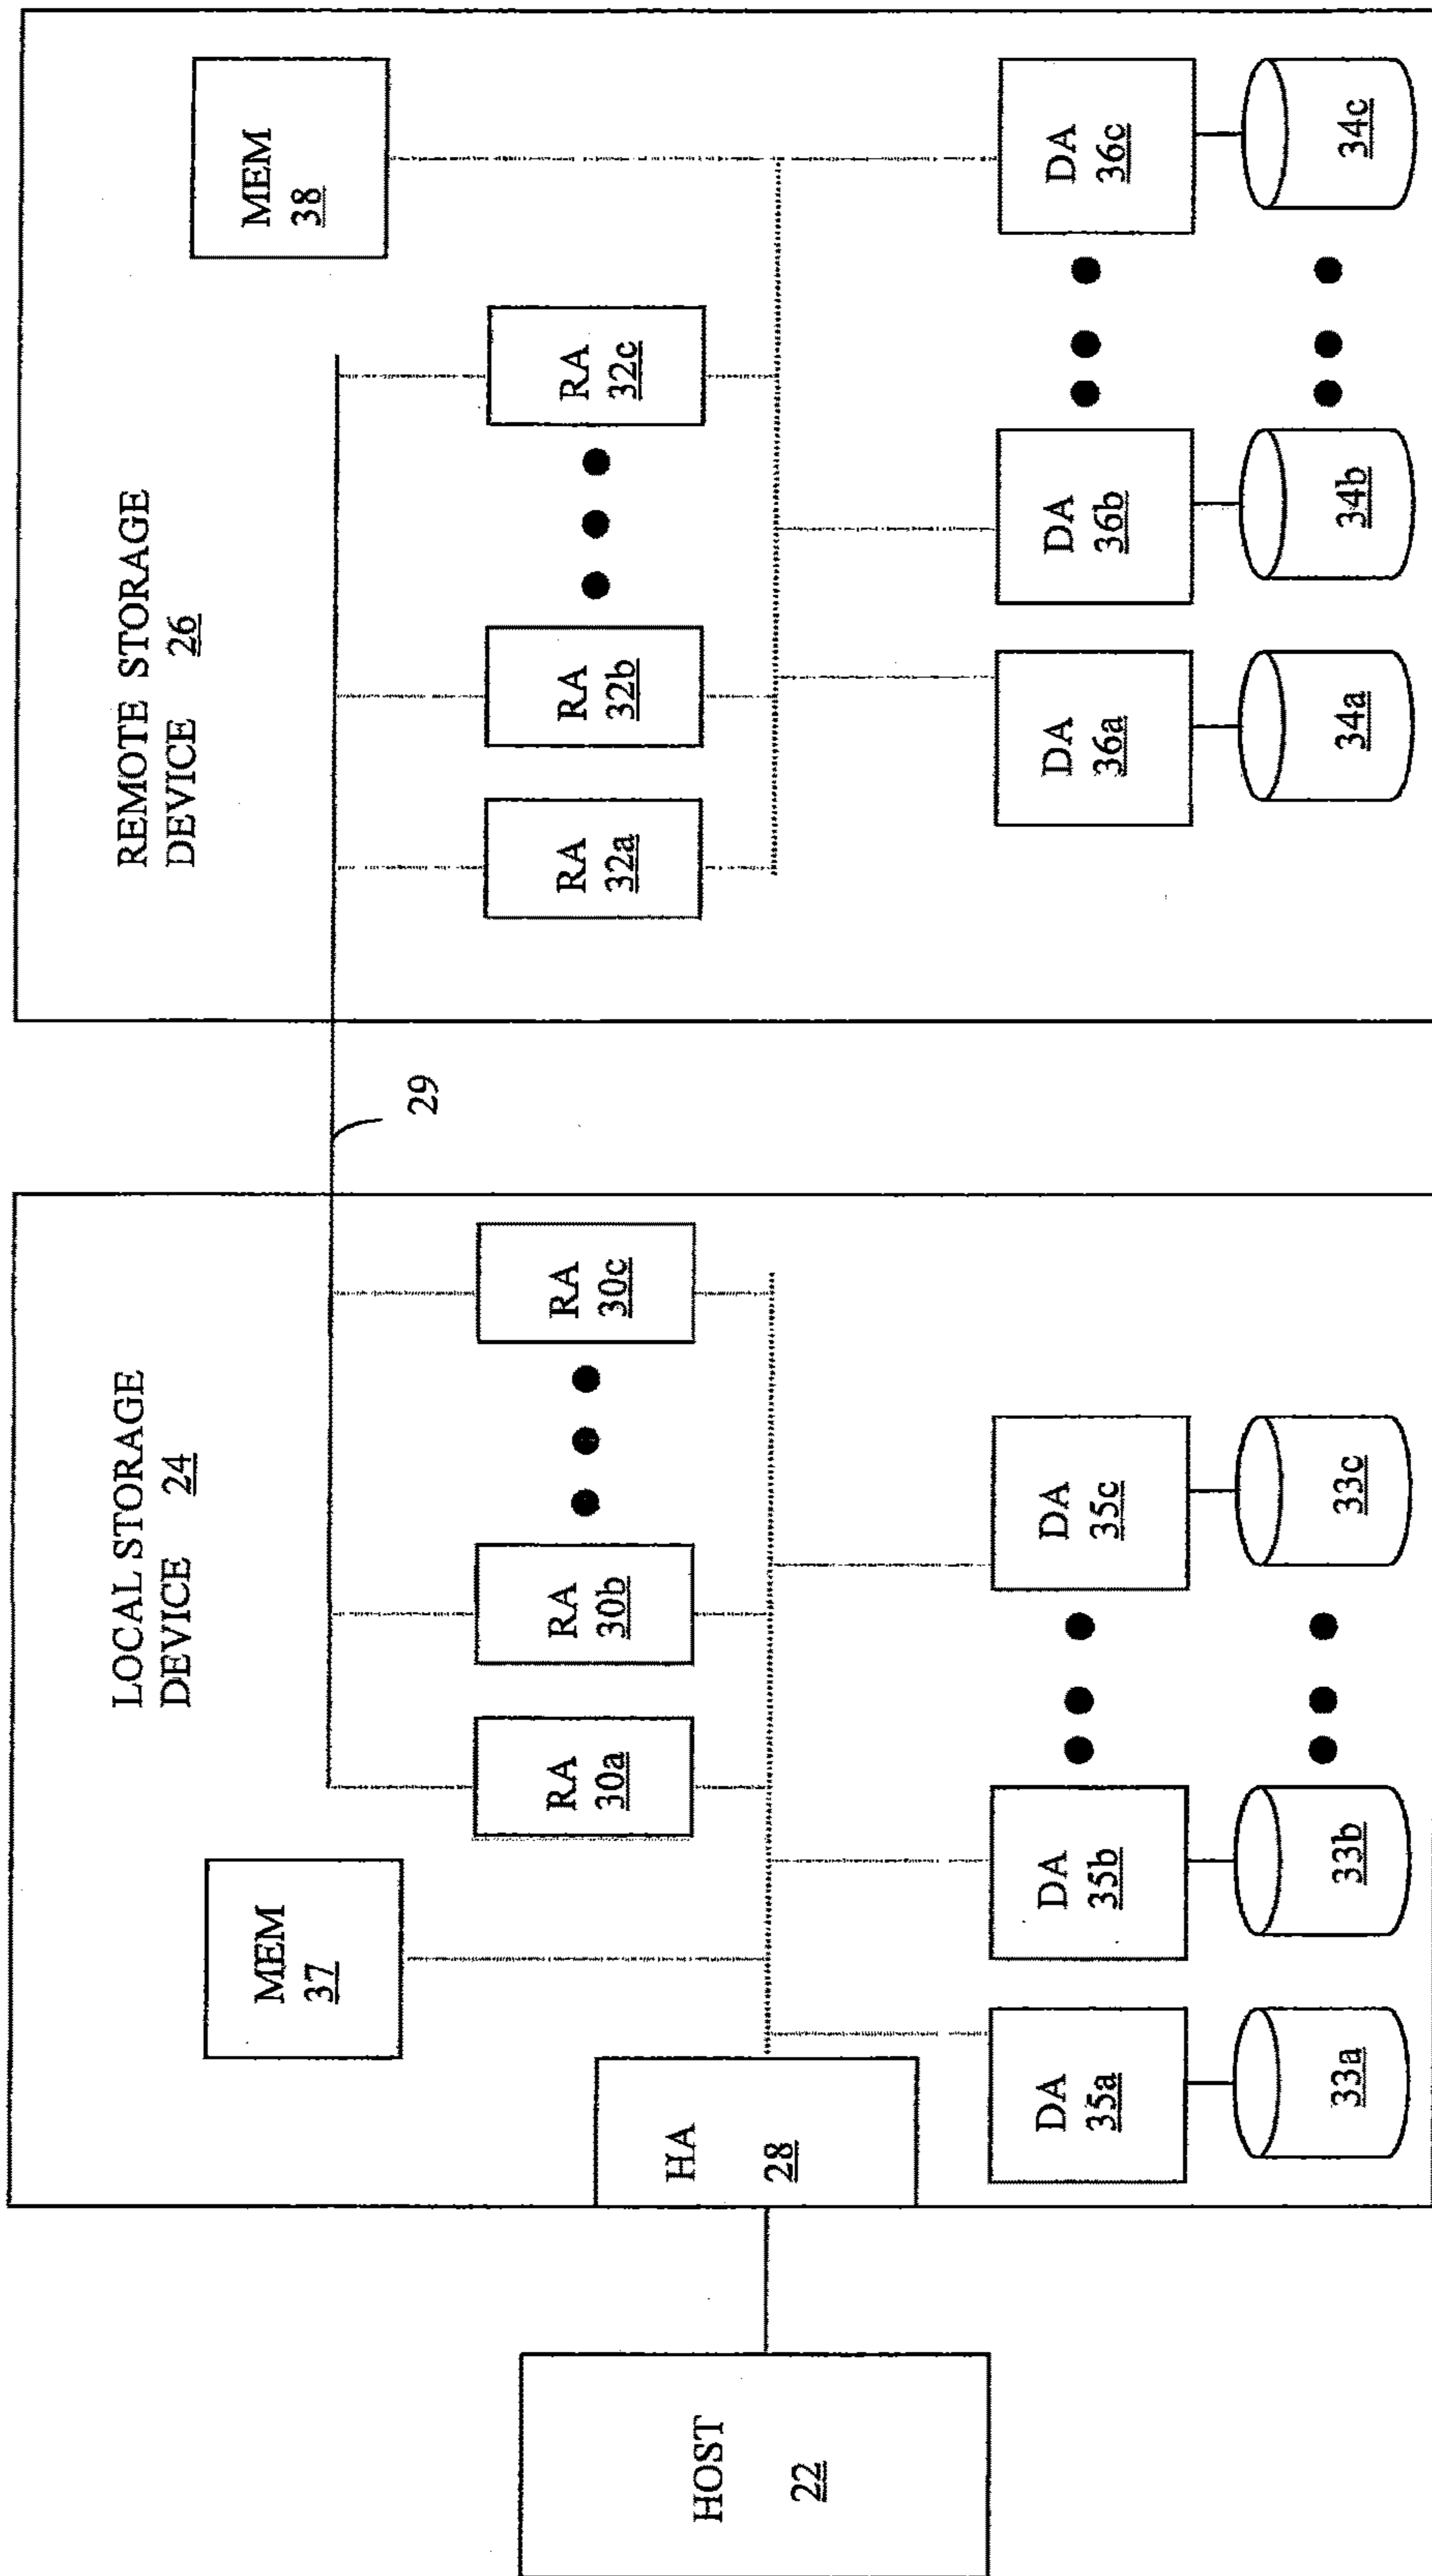 HOST
22
LOCAL STORAGE
DEVICE 24
MEM
37
HA
28
RA
30a
RA
30b
RA
30c
DA
35a
DA
35b
DA
35c
33a
33b
33c
29
REMOTE STORAGE
DEVICE 26
MEM
38
RA
32a
RA
32b
RA
32c
DA
36a
DA
36b
DA
36c
34a
34b
34c